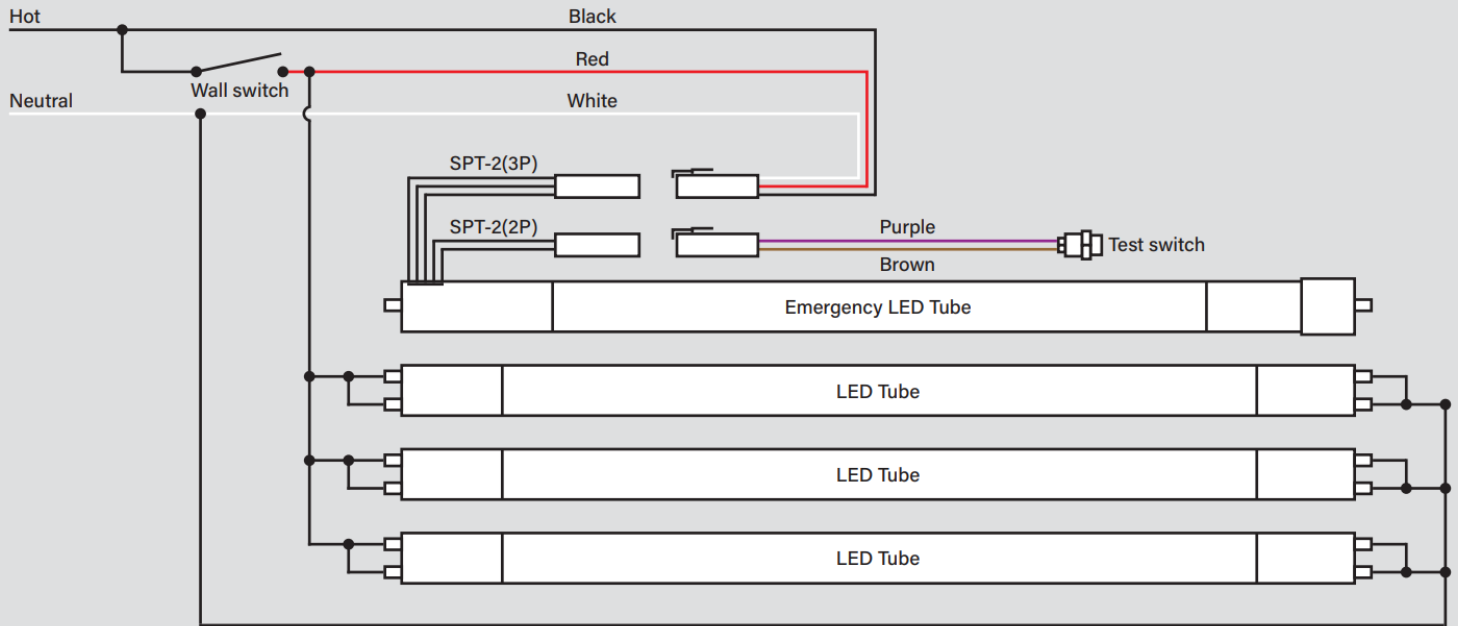 Hot
Black
Red
Wall switch
Neutral
White
SPT-2(3P)
SPT-2(2P)
Purple
Test switch
Brown
Emergency LED Tube
LED Tube
LED Tube
LED Tube